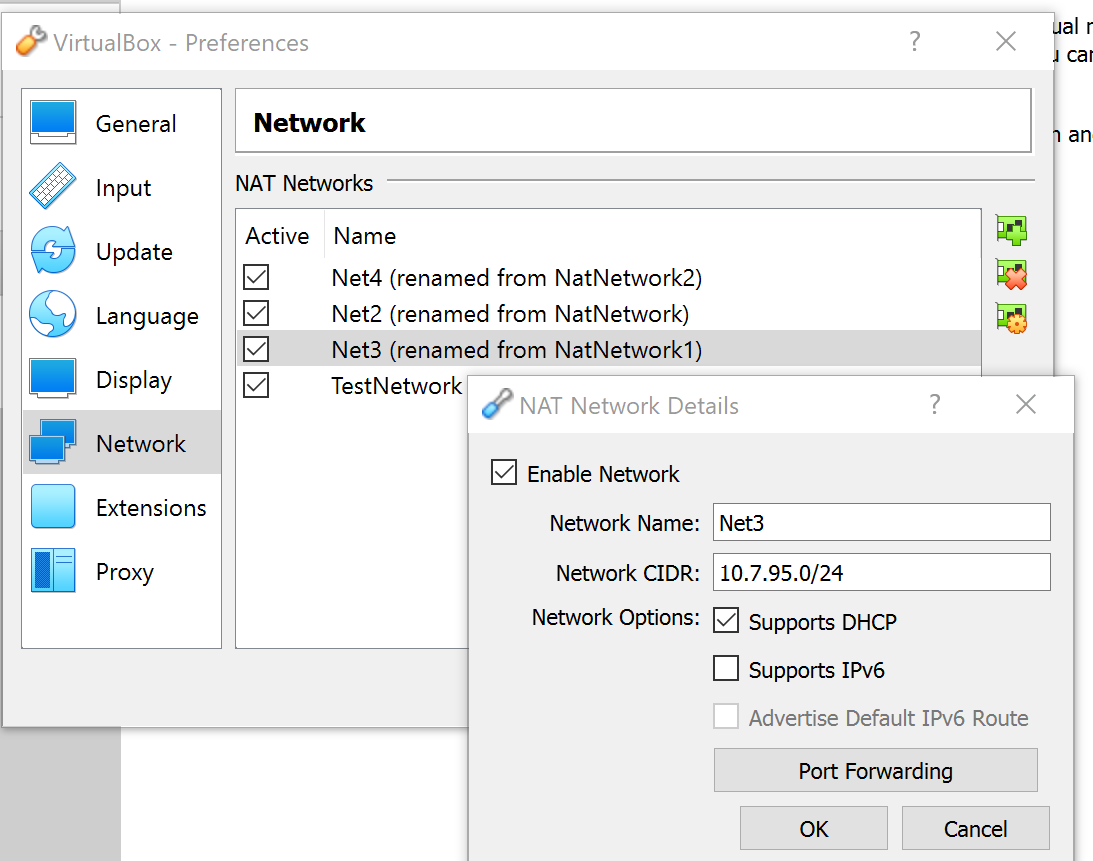 VirtualBox - Preferences
?
General
Input
Update
Language
Display
Network
Extensions
Proxy
Network
NAT Networks
Active Name
Net4 (renamed from NatNetwork2)
Net2 (renamed from NatNetwork)
Net3 (renamed from NatNetwork1)
TestNetwork
NAT Network Details
?
Enable Network
Network Name: Net3
Network CIDR: 10.7.95.0/24
Network Options: Supports DHCP
Supports IPv6
Advertise Default IPv6 Route
Port Forwarding
OK Cancel